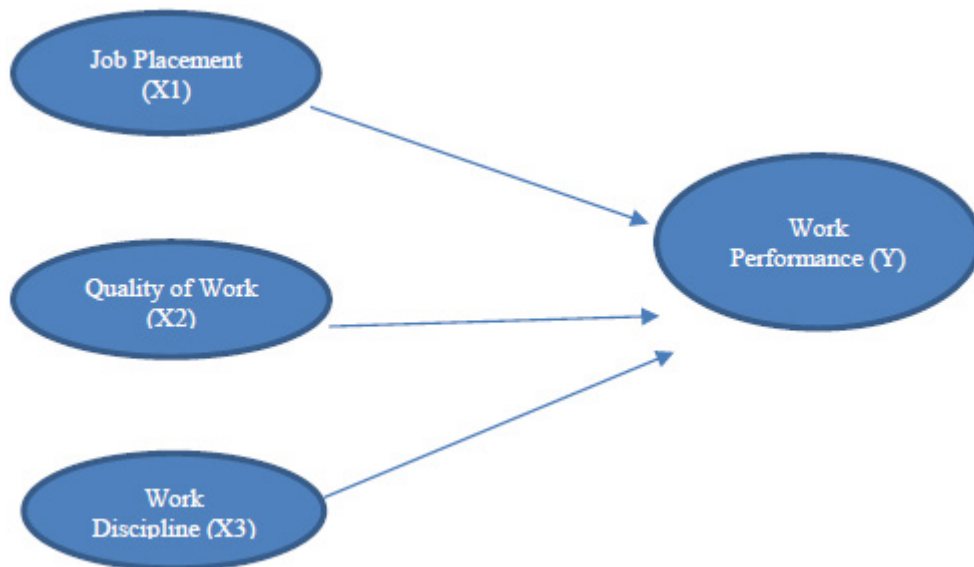 Job Placement
(X1)
Work
Performance (Y)
Quality of Work
(X2)
Work
Discipline (X3)